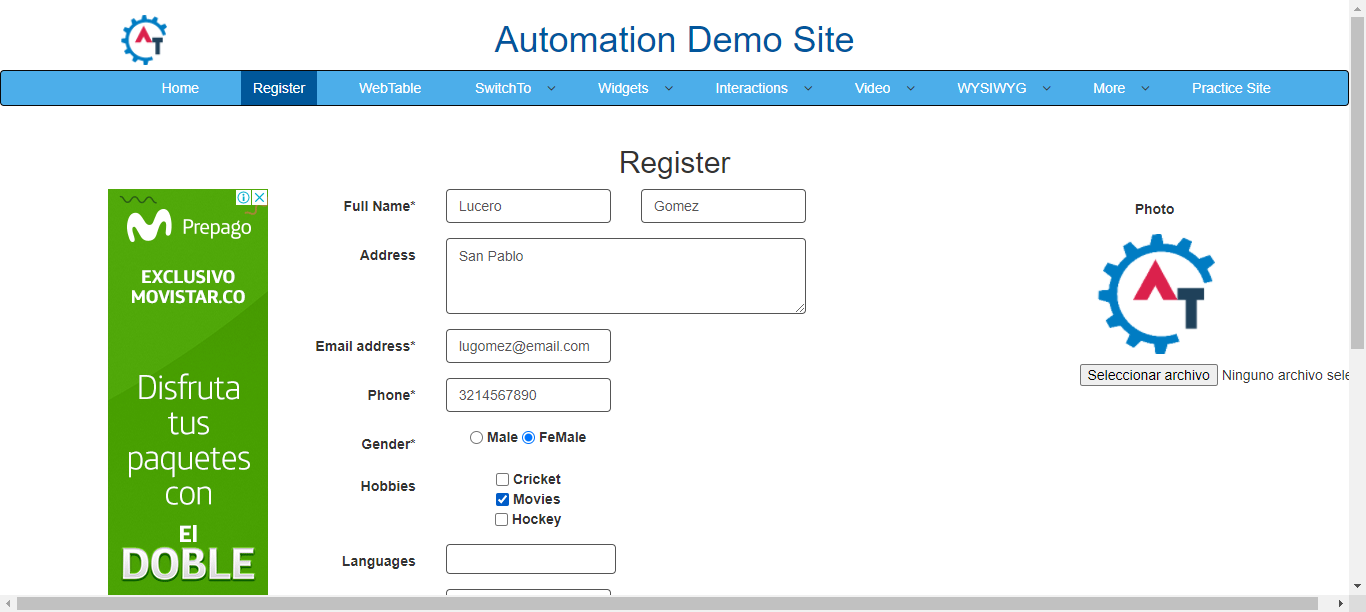 AT
Automation Demo Site
Home Register WebTable SwitchTo Widgets Interactions Video WYSIWYG More Practice Site
Register
Prepago
EXCLUSIVO
MOVISTAR.CO
Disfruta
tus
paquetes
con
El
DOBLE
Full Name* Lucero Gomez
Address San Pablo
Email address* lugomez@email.com
Phone* 3214567890
Gender* Male FeMale
Hobbies Cricket
Movies
Hockey
Languages
Photo
AT
Seleccionar archivo Ninguno archivo sele